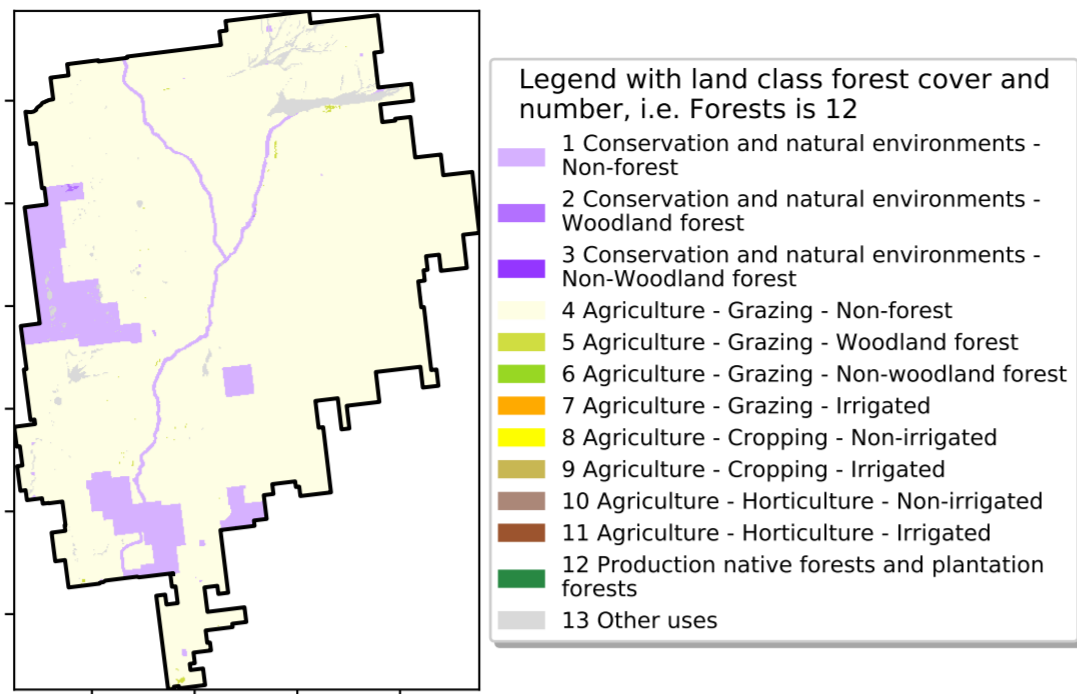 Legend with land class forest cover and
number, i.e. Forests is 12
1 Conservation and natural environments -
Non-forest
2 Conservation and natural environments -
Woodland forest
3 Conservation and natural environments -
Non-Woodland forest
4 Agriculture - Grazing - Non-forest
5 Agriculture - Grazing - Woodland forest
6 Agriculture - Grazing - Non-woodland forest
7 Agriculture - Grazing - Irrigated
8 Agriculture - Cropping - Non-irrigated
9 Agriculture - Cropping - Irrigated
10 Agriculture - Horticulture - Non-irrigated
11 Agriculture - Horticulture - Irrigated
12 Production native forests and plantation
forests
13 Other uses